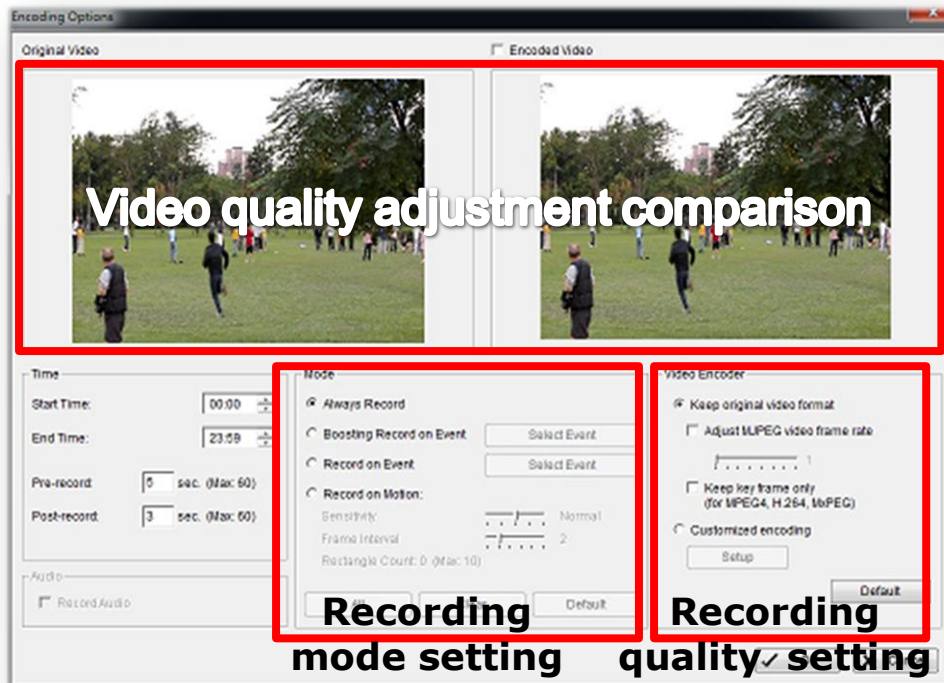 Encoding Options
Original Video
Encoded Video
Video quality adjustment comparison
Time
Start Time: 00:00
End Time: 23:59
Pre-record: 5 sec. (Max: 60)
Post-record: 3 sec. (Max: 60)
Audio
Record Audio
Mode
Always Record
Boosting Record on Event Select Event
Record on Event Select Event
Record on Motion:
Sensitivity Normal
Frame Interval 2
Rectangle Count: 0 (Max: 10)
Default
Recording
mode setting
Video Encoder
Keep original video format
Adjust MJPEG video frame rate
1
Keep key frame only
(for MPEG4, H.264, MxPEG)
Customized encoding
Setup
Default
Recording
quality setting